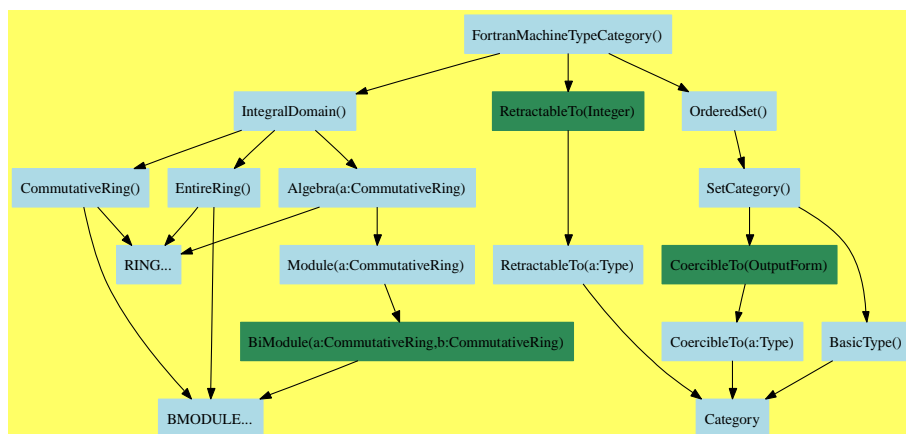 FortranMachineTypeCategory()
IntegralDomain()
RetractableTo(Integer)
OrderedSet()
CommutativeRing()
EntireRing()
Algebra(a:CommutativeRing)
SetCategory()
RING...
Module(a:CommutativeRing)
RetractableTo(a:Type)
CoercibleTo(OutputForm)
BiModule(a:CommutativeRing,b:CommutativeRing)
CoercibleTo(a:Type)
BasicType()
BMODULE...
Category